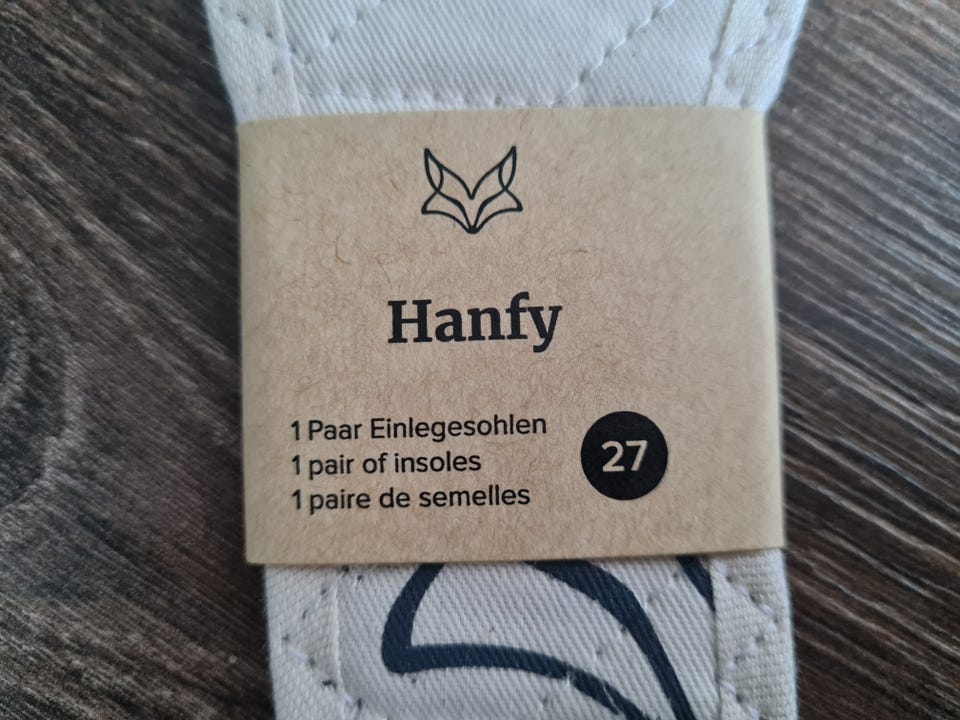 Hanfy
1 Paar Einlegesohlen
1 pair of insoles
1 paire de semelles
27